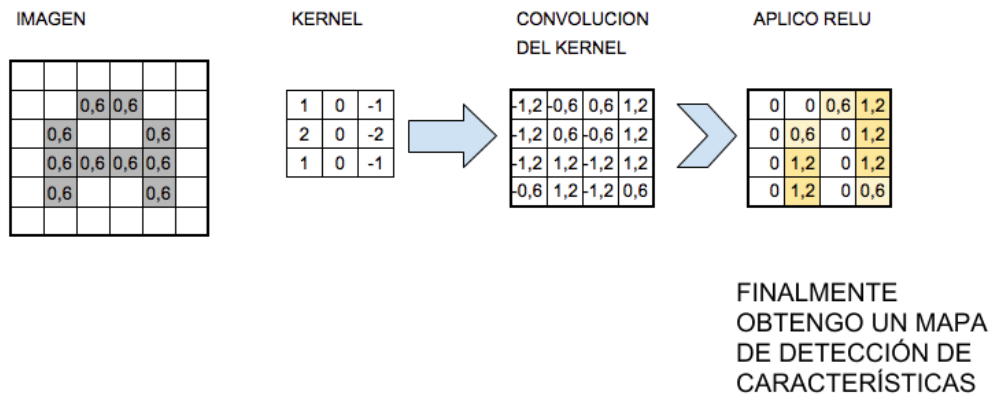 IMAGEN
KERNEL
CONVOLUCION
DEL KERNEL
APLICO RELU
0,6 0,6
0,6 0,6
0,6 0,6 0,6 0,6
0,6 0,6
1 0 -1
2 0 -2
1 0 -1
-1,2 -0,6 0,6 1,2
-1,2 0,6 -0,6 1,2
-1,2 1,2 -1,2 1,2
-0,6 1,2 -1,2 0,6
0 0 0,6 1,2
0 0,6 0 1,2
0 1,2 0 1,2
0 1,2 0 0,6
FINALMENTE
OBTENGO UN MAPA
DE DETECCIÓN DE
CARACTERÍSTICAS